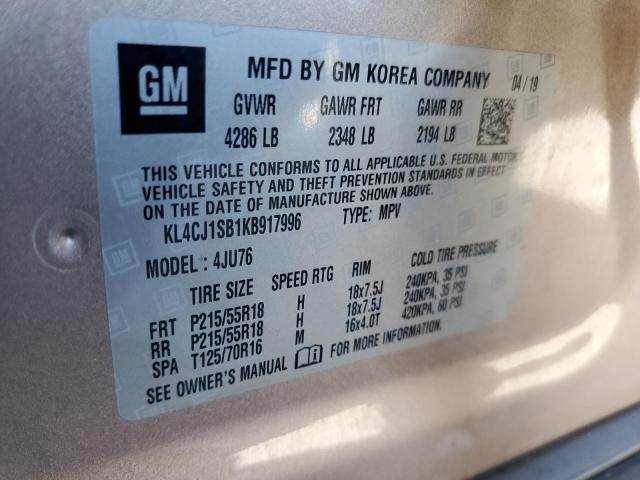 GM
MFD BY GM KOREA COMPANY 04 / 19
GVWR GAWR FRT GAWR RR
4286 LB 2348 LB 2194 LB
THIS VEHICLE CONFORMS TO ALL APPLICABLE U.S. FEDERAL MOTOR
VEHICLE SAFETY AND THEFT PREVENTION STANDARDS IN EFFECT
ON THE DATE OF MANUFACTURE SHOWN ABOVE.
KL4CJ1SB1KB917996 TYPE: MPV
MODEL : 4JU76
TIRE SIZE SPEED RTG RIM COLD TIRE PRESSURE
FRT P215/55R18 H 18x7.5J 240KPA, 35 PSI
RR P215/55R18 H 18x7.5J 240KPA, 35 PSI
SPA T125/70R16 M 16x4.0T 420KPA, 60 PSI
SEE OWNER'S MANUAL FOR MORE INFORMATION.